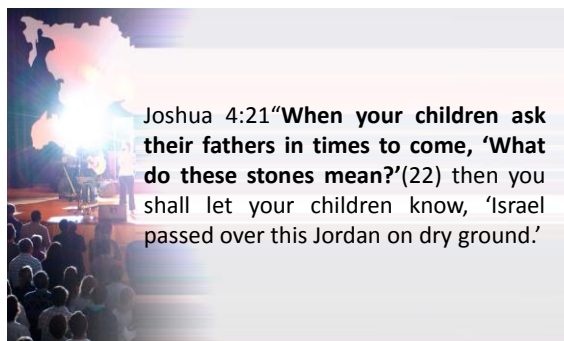 Joshua 4:21“When your children ask
their fathers in times to come, ‘What
do these stones mean?’(22) then you
shall let your children know, ‘Israel
passed over this Jordan on dry ground.’